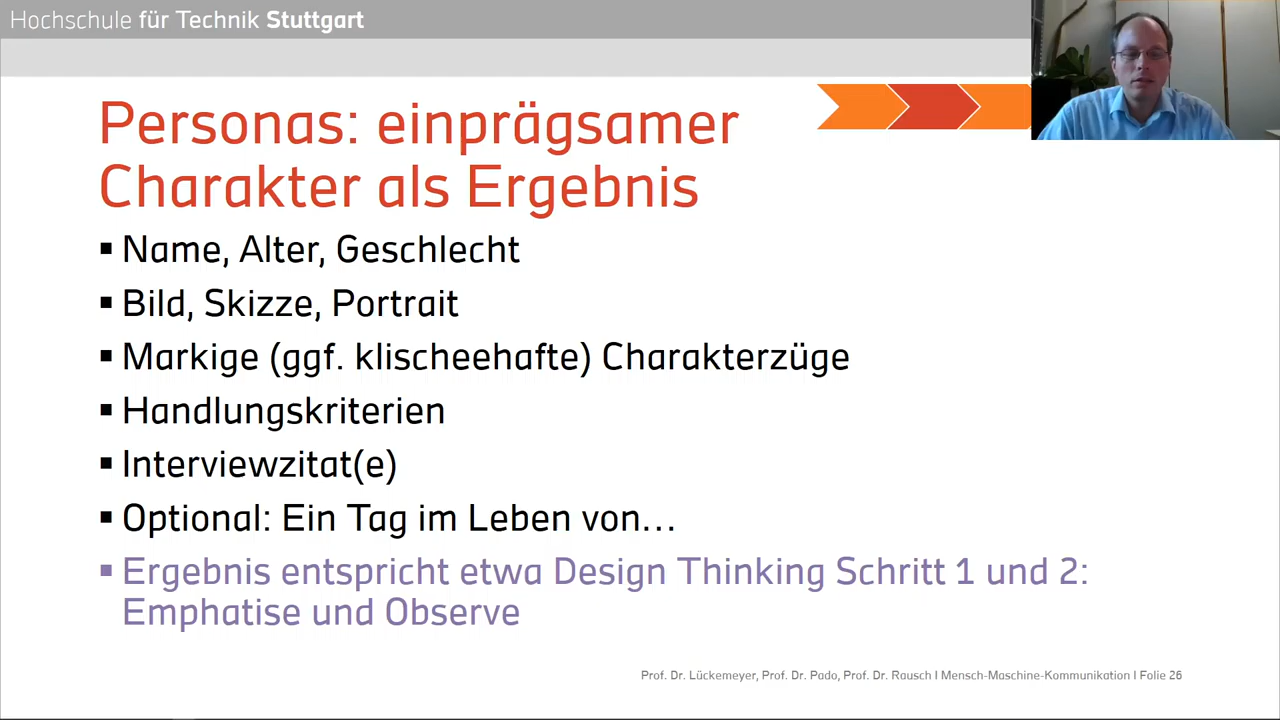 Hochschule für Technik Stuttgart
Personas: einprägsamer
Charakter als Ergebnis
▪ Name, Alter, Geschlecht
▪ Bild, Skizze, Portrait
▪ Markige (ggf. klischeehafte) Charakterzüge
▪ Handlungskriterien
▪ Interviewzitat(e)
▪ Optional: Ein Tag im Leben von…
▪ Ergebnis entspricht etwa Design Thinking Schritt 1 und 2:
Emphatise und Observe
Prof. Dr. Lückemeyer, Prof. Dr. Pado, Prof. Dr. Rausch I Mensch-Maschine-Kommunikation I Folie 26